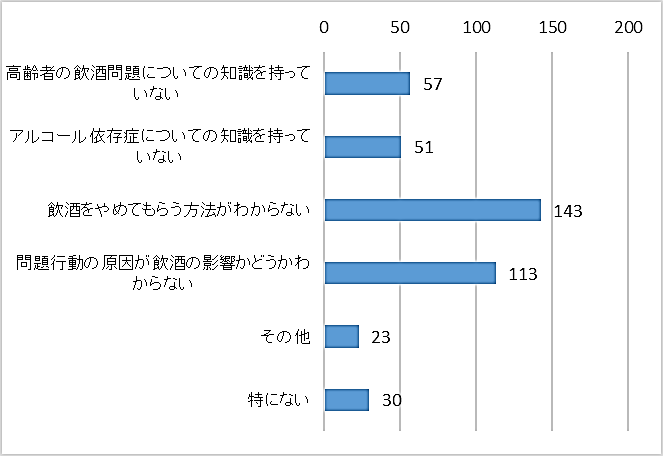 0 50 100 150 200
高齢者の飲酒問題についての知識を持って
いない
57
アルコール依存症についての知識を持って
いない
51
飲酒をやめてもらう方法がわからない
143
問題行動の原因が飲酒の影響かどうかわ
からない
113
その他
23
特にない
30